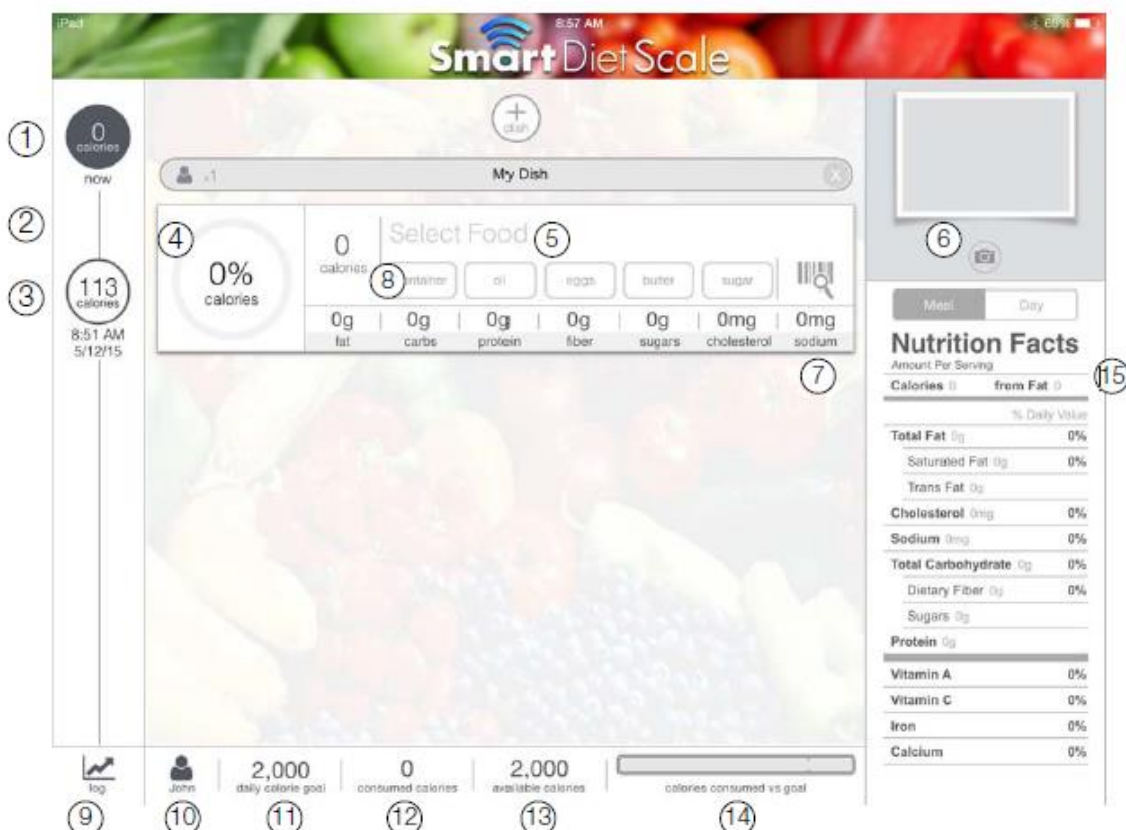 iPad
8:57 AM
69%
Smart Diet Scale
1
0
calories
now
2
3
113
calories
8:51 AM
5/12/15
+
dish
x1
My Dish
X
4
0%
calories
0
calories
Select Food
5
8
ontainer
oil
eggs
butter
sugar
0g
0g
0g
0g
0g
0mg
0mg
fat
carbs
protein
fiber
sugars
cholesterol
sodium
7
6
Meal
Day
Nutrition Facts
Amount Per Serving
Calories 0 from Fat 0
15
% Daily Value
Total Fat 0g 0%
Saturated Fat 0g 0%
Trans Fat 0g
Cholesterol 0mg 0%
Sodium 0mg 0%
Total Carbohydrate 0g 0%
Dietary Fiber 0g 0%
Sugars 0g
Protein 0g
Vitamin A 0%
Vitamin C 0%
Iron 0%
Calcium 0%
log
John
2,000
daily calorie goal
0
consumed calories
2,000
available calories
calories consumed vs goal
9
10
11
12
13
14